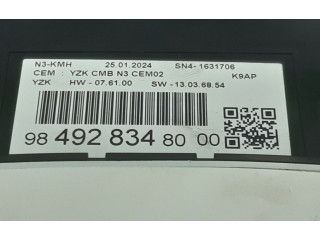 N3-KMH 25.01.2024 SN4-1631706
CEM : YZK CMB N3 CEM02 K9AP
YZK HW - 07.61.00 SW - 13.03.68.54
98 492 834 80 00